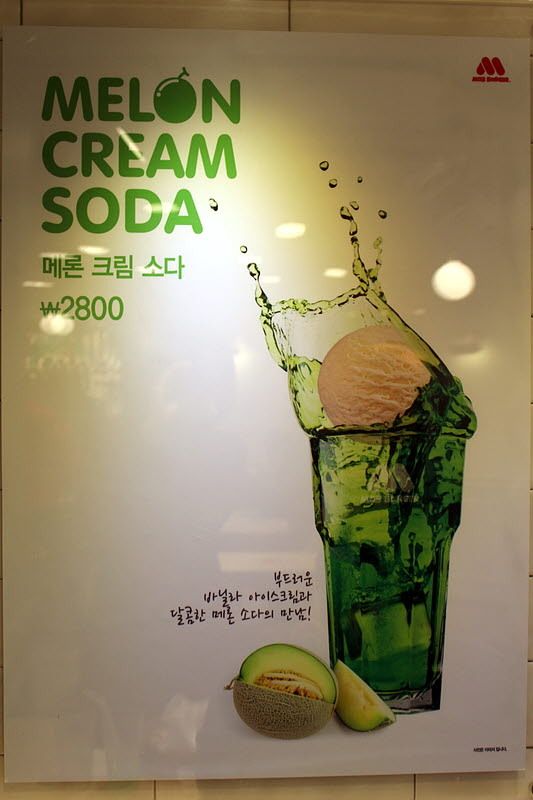 MELON
CREAM
SODA
메론 크림 소다
₩2800
부드러운
바닐라 아이스크림과
달콤한 메론 소다의 만남!
MOS BURGER